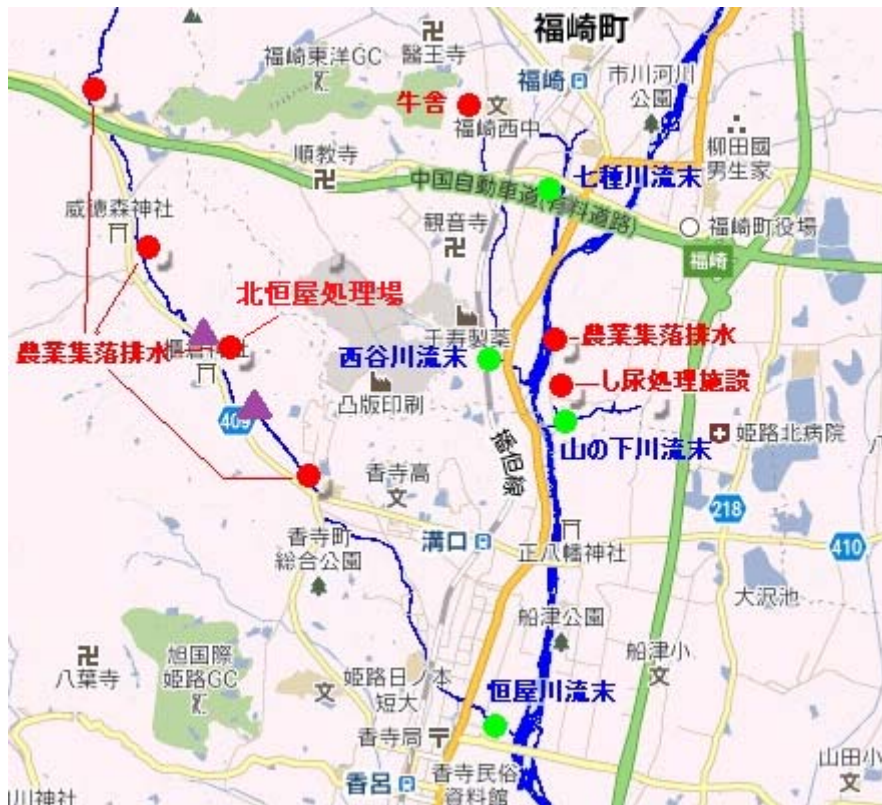 福崎町
福崎東洋GC
醫王寺
福崎
市川河川
公園
牛舎
福崎西中
柳田國
男生家
順教寺
中国自動車道(有料道路)
七種川流末
威穂森神社
観音寺
福崎町役場
福崎
北恒屋処理場
千寿製薬
農業集落排水
農業集落排水
西谷川流末
し尿処理施設
凸版印刷
409
山の下川流末
姫路北病院
播但線
香寺高
218
香寺町
総合公園
溝口
正八幡神社
410
大沢池
船津公園
八葉寺
旭国際
姫路GC
姫路日ノ本
短大
船津小
恒屋川流末
香寺局
香呂
香寺民俗
資料館
山田小
川神社